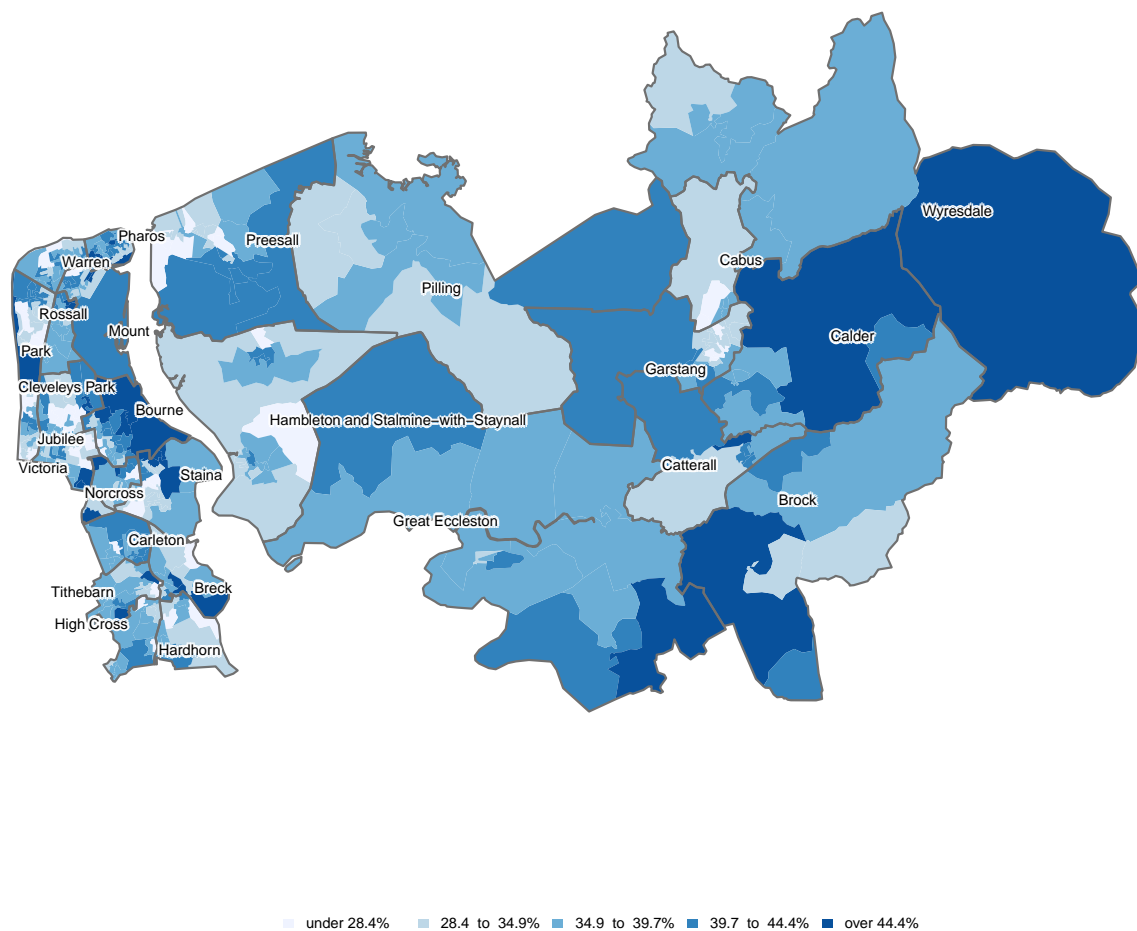 Wyresdale
Pharos
Preesall
Warren
Cabus
Pilling
Rossall
Mount
Calder
Park
Garstang
Cleveleys Park
Bourne
Hambleton and Stalmine−with−Staynall
Jubilee
Victoria
Catterall
Staina
Norcross
Brock
Great Eccleston
Carleton
Breck
Tithebarn
High Cross
Hardhorn
under 28.4% 28.4 to 34.9% 34.9 to 39.7% 39.7 to 44.4% over 44.4%